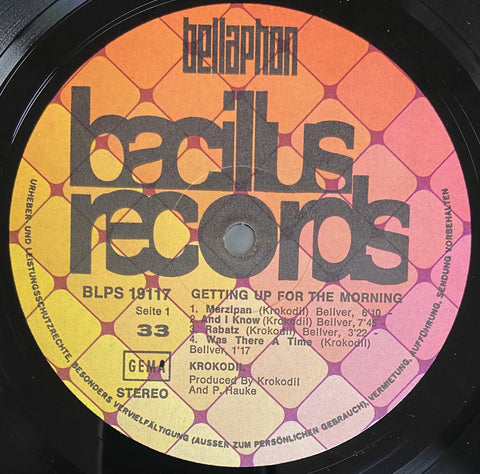 bellaphon
bacillus
records
BLPS 19117
Seite 1
33
GEMA
STEREO
GETTING UP FOR THE MORNING
1. Marzipan (Krokodil) Bellver, 6'10 -
2. And I Know (Krokodil) Bellver, 7'45
3. Rabatz (Krokodil) Bellver, 3'22
4. Was There A Time (Krokodil)
Bellver, 1'17
KROKODIL
Produced By Krokodil
And P. Hauke
URHEBER- UND LEISTUNGSSCHUTZRECHTE, BESONDERS VERVIELFÄLTIGUNG (AUSSER ZUM PERSÖNLICHEN GEBRAUCH), VERMIETUNG, AUFFÜHRUNG, SENDUNG VORBEHALTEN